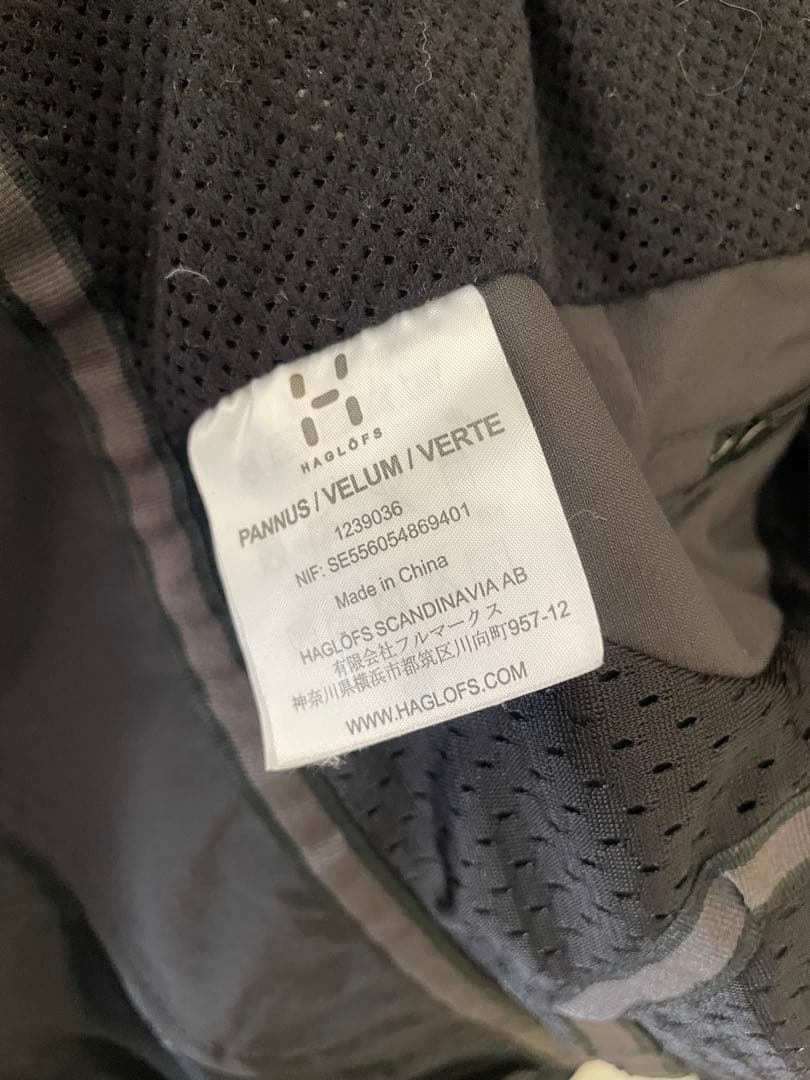 HAGLÖFS
PANNUS / VELUM / VERTE
1239036
NIF: SE556054869401
Made in China
HAGLÖFS SCANDINAVIA AB
有限会社フルマークス
神奈川県横浜市都筑区川向町957-12
WWW.HAGLOFS.COM